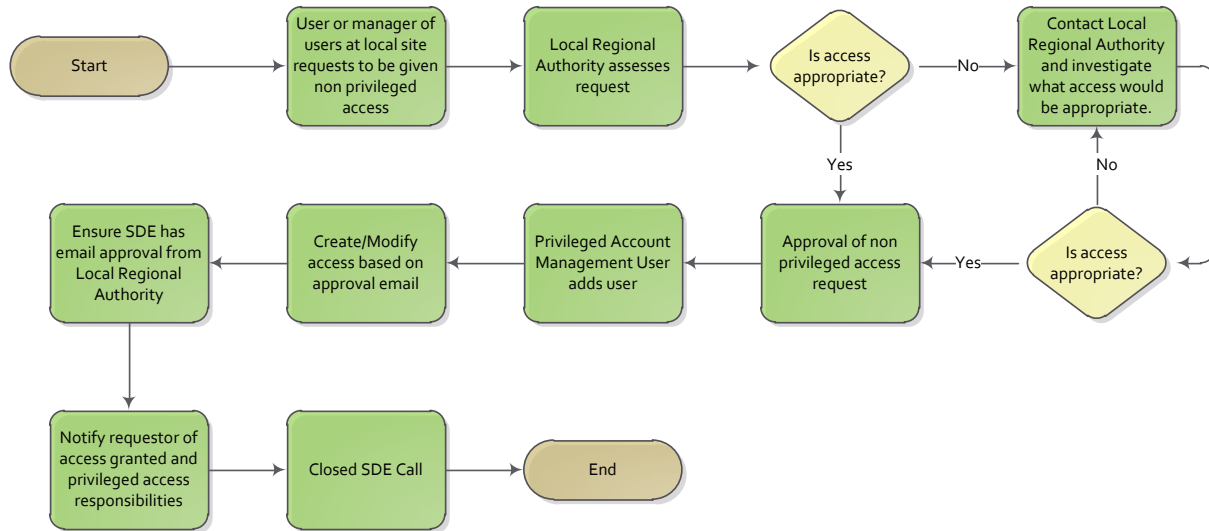 Start
User or manager
of users at local site
requests to be given
non privileged
access
Local Regional
Authority assesses
request
Is access
appropriate?
No
Contact Local
Regional Authority
and investigate
what access would
be appropriate.
Yes
No
Is access
appropriate?
Yes
Approval of non
privileged access
request
Privileged Account
Management User
adds user
Create/Modify
access based on
approval email
Ensure SDE has
email approval from
Local Regional
Authority
Notify requestor of
access granted and
privileged access
responsibilities
Closed SDE Call
End